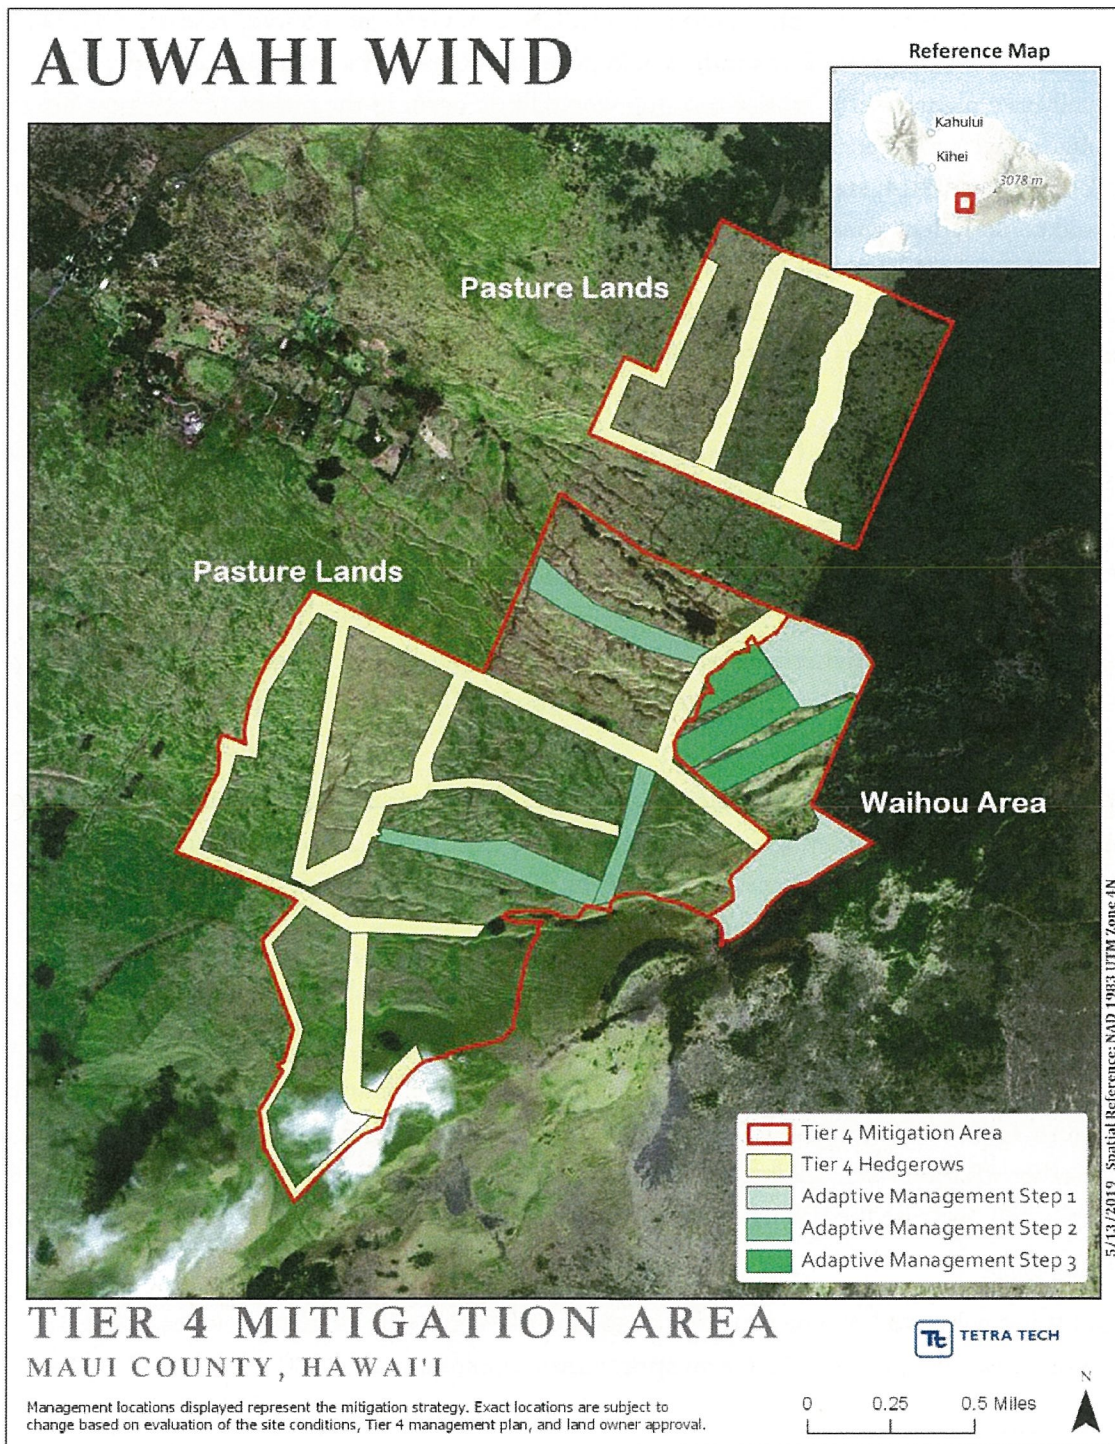 AUWAHI WIND
Reference Map
Kahului
Kihei
3078 m
Pasture Lands
Pasture Lands
Waihou Area
Tier 4 Mitigation Area
Tier 4 Hedgerows
Adaptive Management Step 1
Adaptive Management Step 2
Adaptive Management Step 3
5/13/2019 Spatial Reference: NAD 1983 UTM Zone 4N
TIER 4 MITIGATION AREA
MAUI COUNTY, HAWAI'I
Tt TETRA TECH
Management locations displayed represent the mitigation strategy. Exact locations are subject to
change based on evaluation of the site conditions, Tier 4 management plan, and land owner approval.
0 0.25 0.5 Miles
N